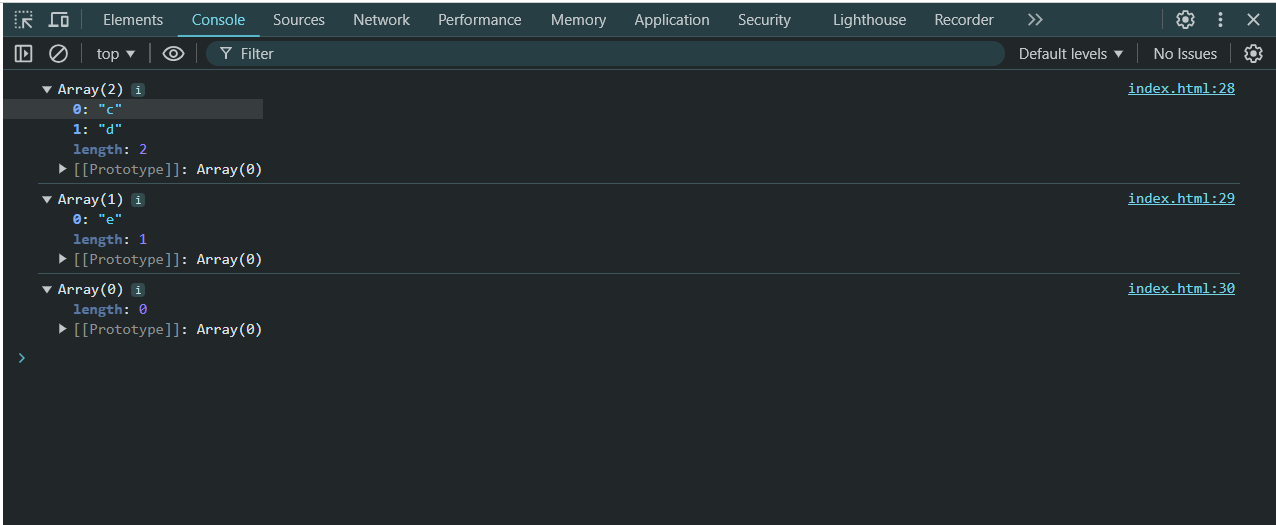 Elements Console Sources Network Performance Memory Application Security Lighthouse Recorder
top Filter Default levels No Issues
Array(2) i index.html:28
0: "c"
1: "d"
length: 2
[[Prototype]]: Array(0)
Array(1) i index.html:29
0: "e"
length: 1
[[Prototype]]: Array(0)
Array(0) i index.html:30
length: 0
[[Prototype]]: Array(0)